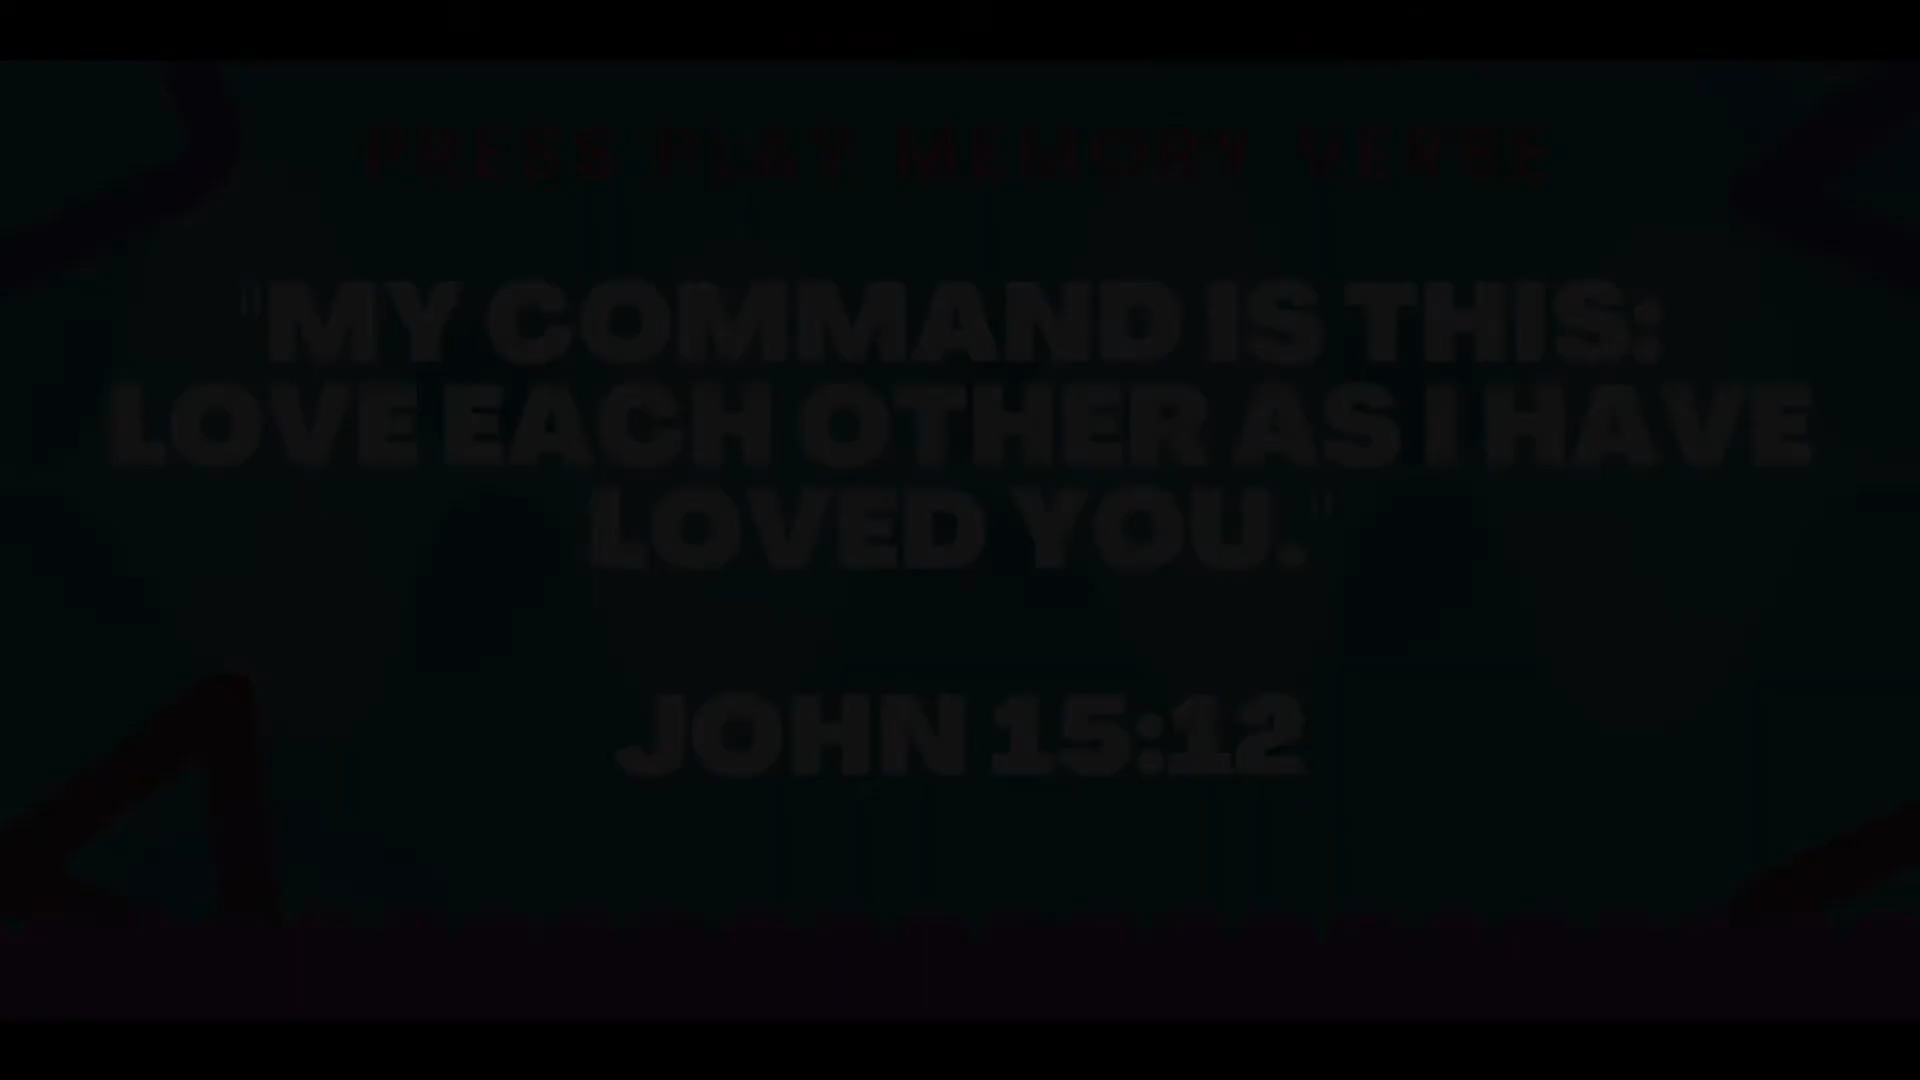 PRESS PLAY MEMORY VERSE
"MY COMMAND IS THIS:
LOVE EACH OTHER AS I HAVE
LOVED YOU."
JOHN 15:12